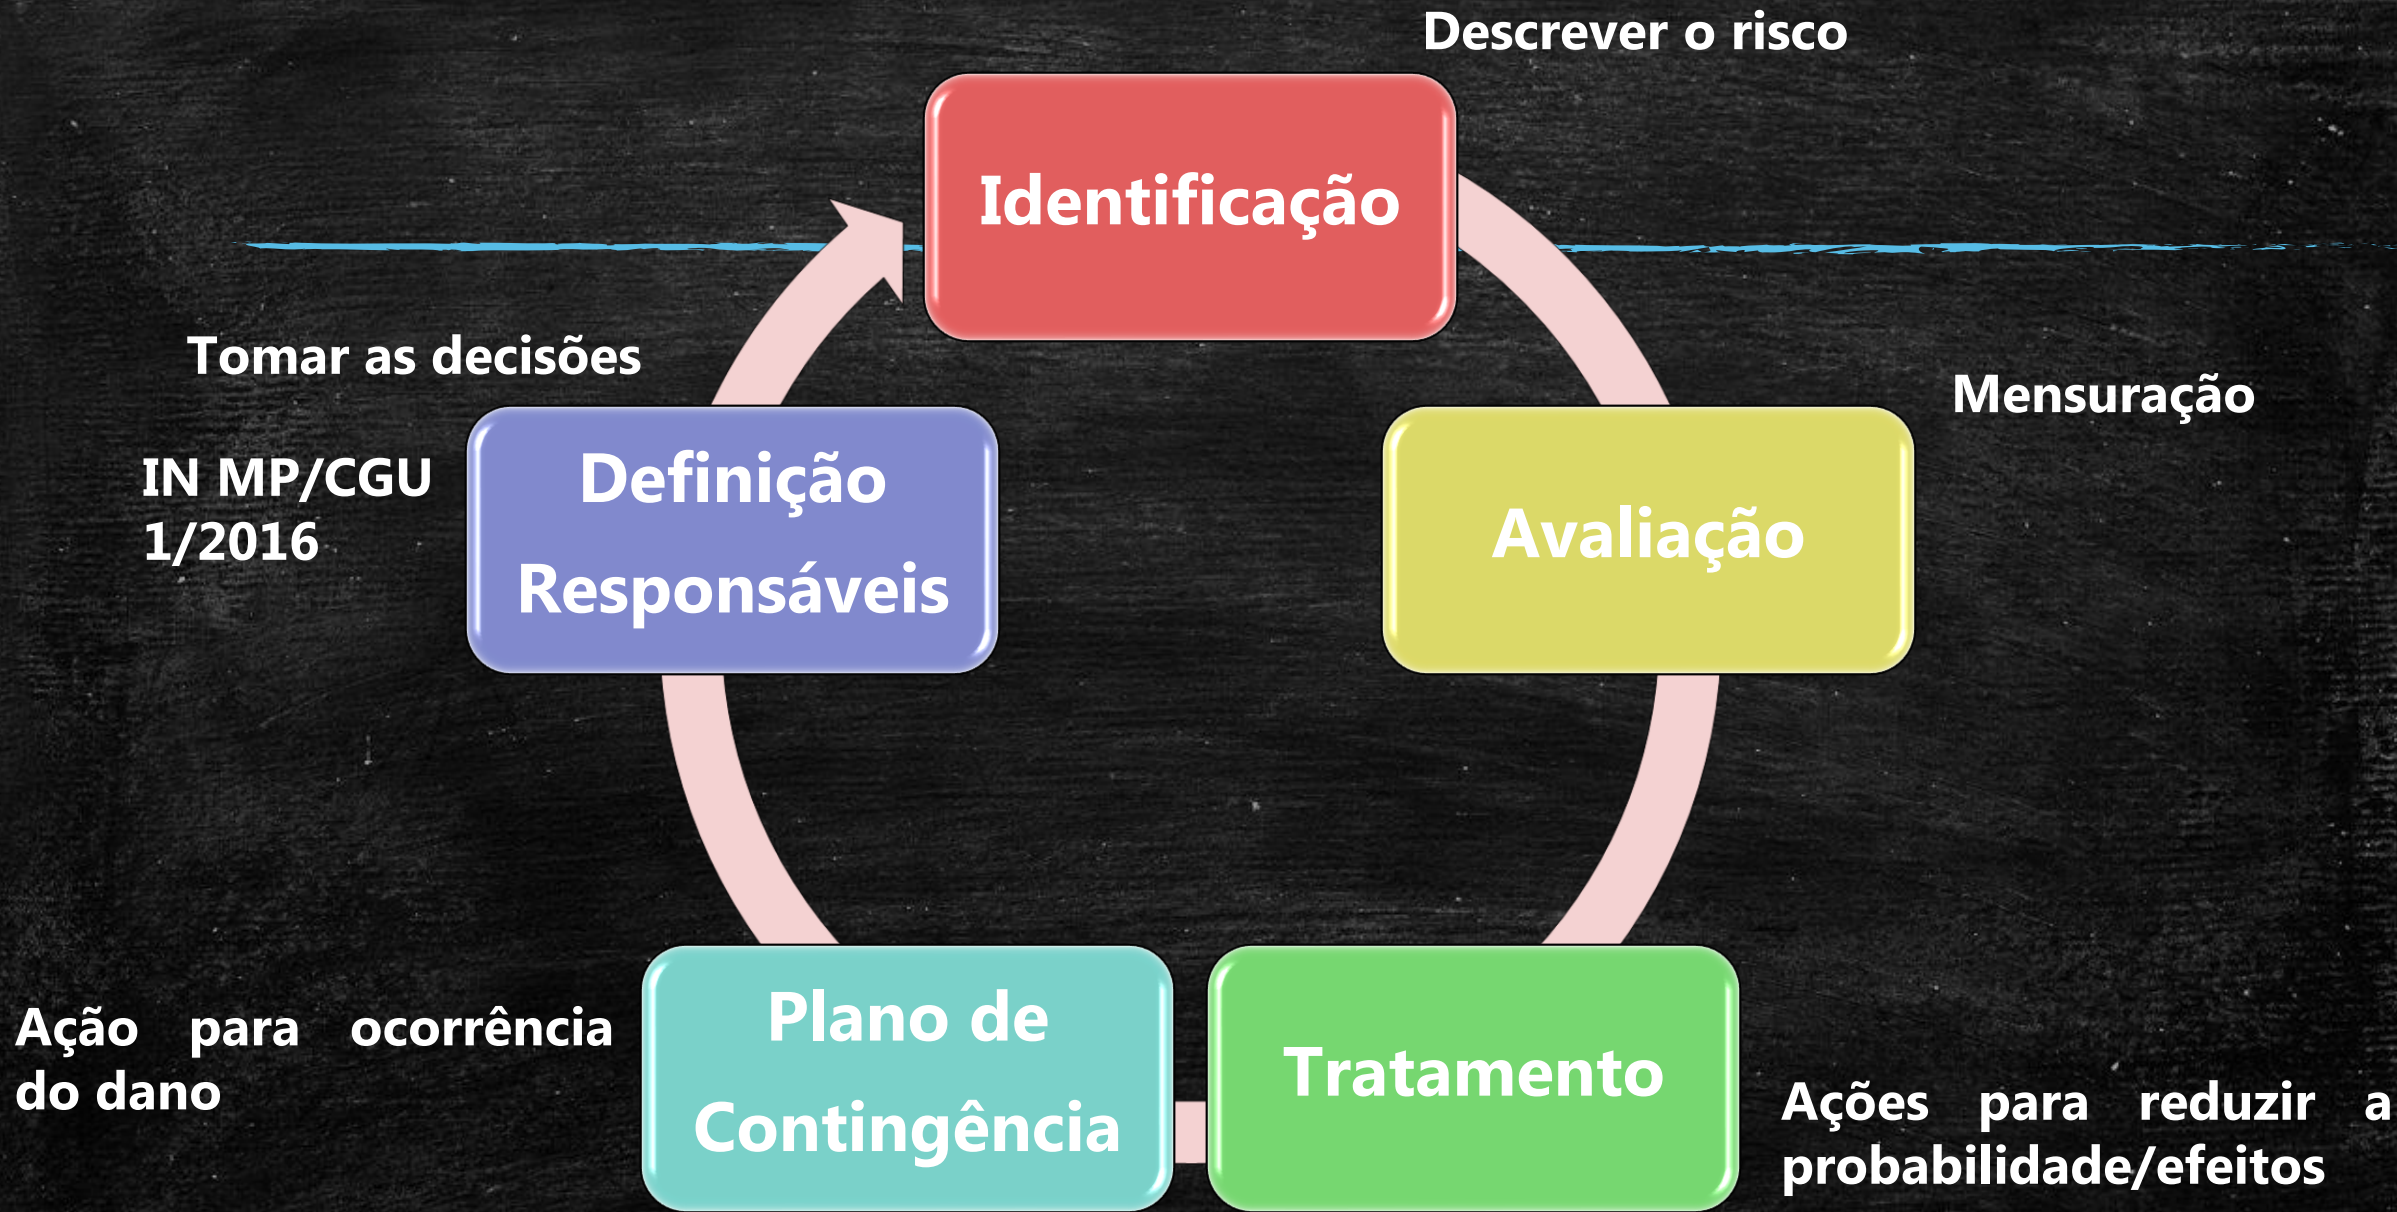 Descrever o risco
Identificação
Tomar as decisões
Mensuração
IN MP/CGU
1/2016
Definição
Responsáveis
Avaliação
Ação para ocorrência
do dano
Plano de
Contingência
Tratamento
Ações para reduzir a
probabilidade/efeitos